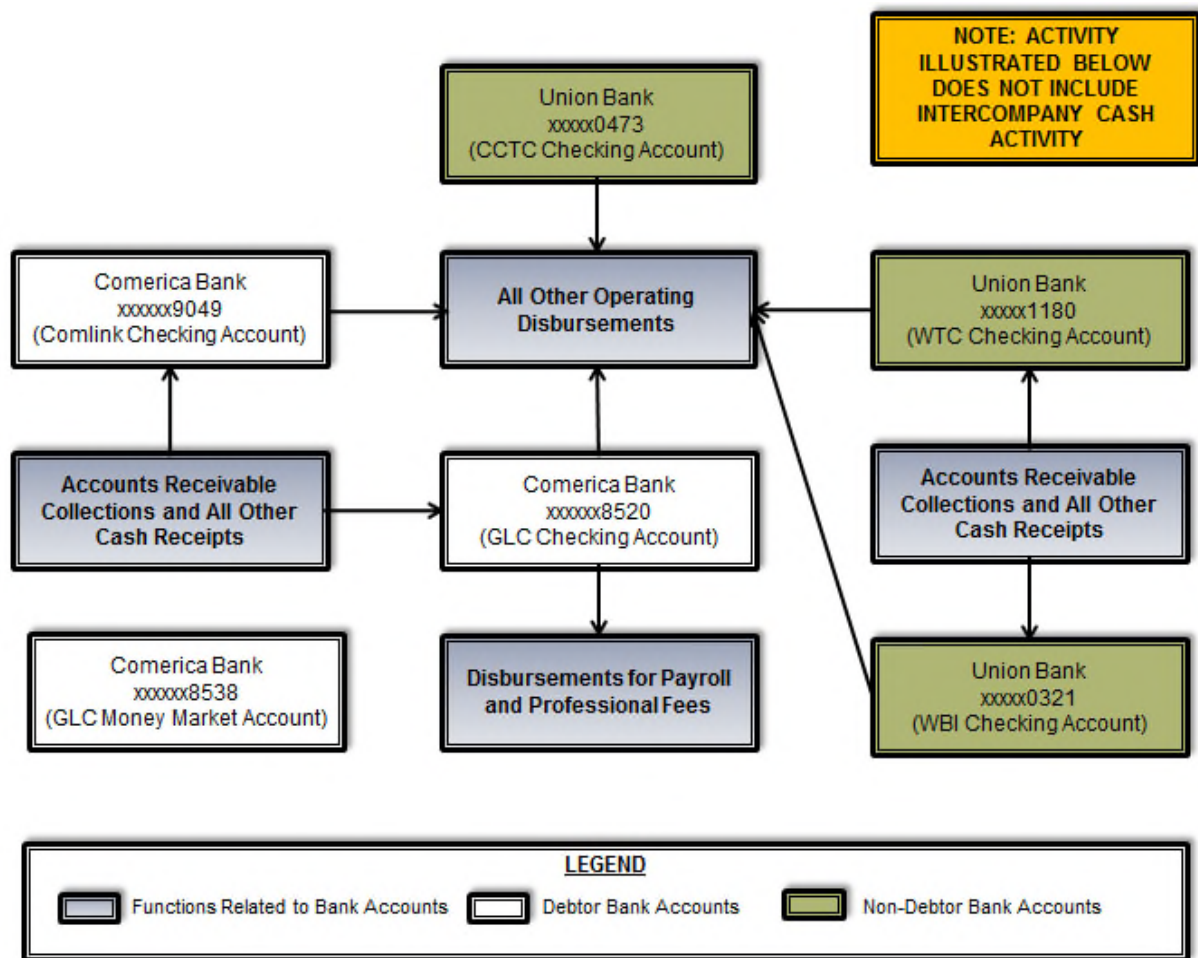 NOTE: ACTIVITY
ILLUSTRATED BELOW
DOES NOT INCLUDE
INTERCOMPANY CASH
ACTIVITY
Union Bank
xxxxx0473
(CCTC Checking Account)
Comerica Bank
xxxxxx9049
(Comlink Checking Account)
All Other Operating
Disbursements
Union Bank
xxxxx1180
(WTC Checking Account)
Accounts Receivable
Collections and All Other
Cash Receipts
Comerica Bank
xxxxxx8520
(GLC Checking Account)
Accounts Receivable
Collections and All Other
Cash Receipts
Comerica Bank
xxxxxx8538
(GLC Money Market Account)
Disbursements for Payroll
and Professional Fees
Union Bank
xxxxx0321
(WBI Checking Account)
LEGEND
Functions Related to Bank Accounts
Debtor Bank Accounts
Non-Debtor Bank Accounts